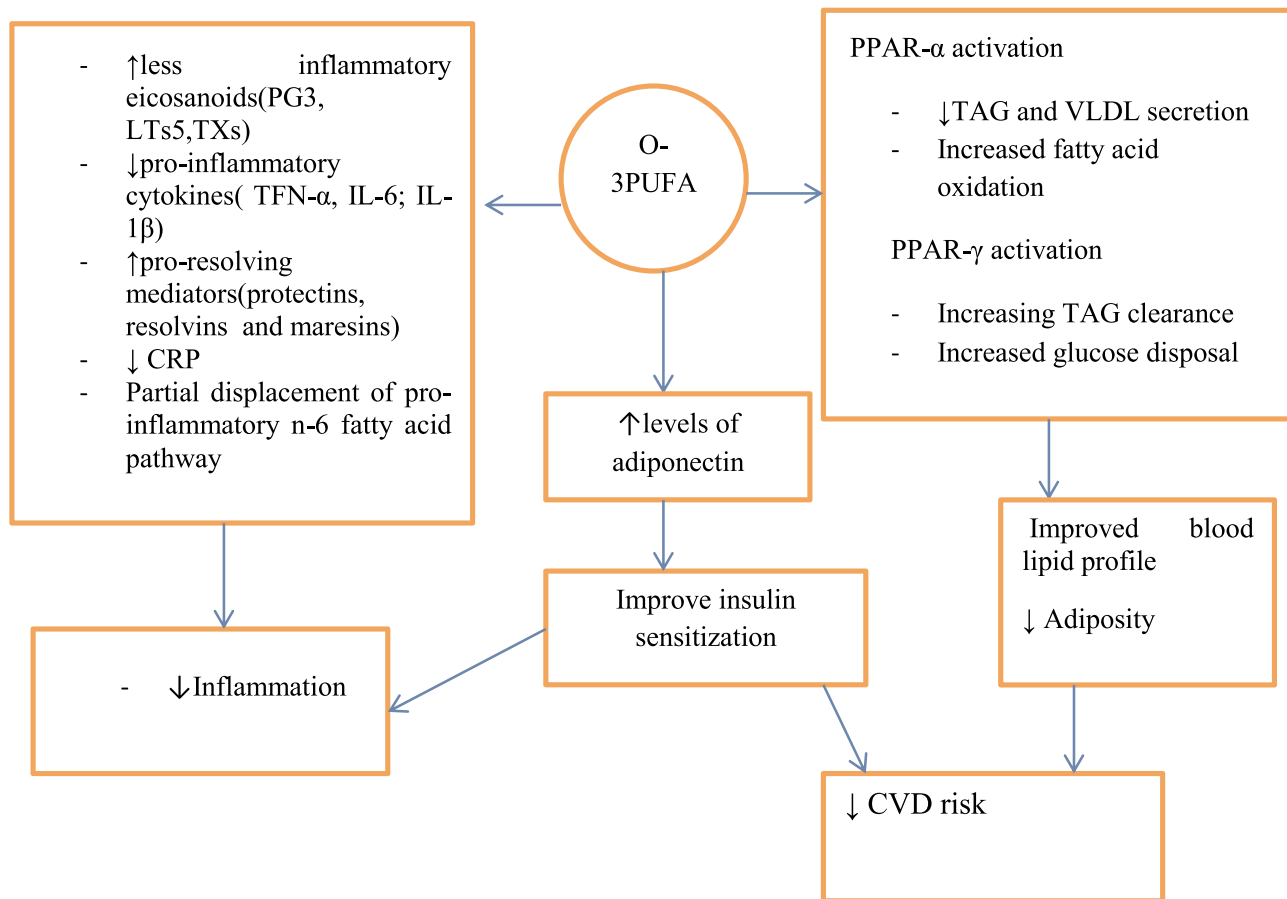 - ↑less inflammatory
eicosanoids(PG3,
LTs5,TXs)
- ↓pro-inflammatory
cytokines( TFN-α, IL-6; IL-
1β)
- ↑pro-resolving
mediators(protectins,
resolvins and maresins)
- ↓ CRP
- Partial displacement of pro-
inflammatory n-6 fatty acid
pathway
O-
3PUFA
PPAR-α activation
- ↓TAG and VLDL secretion
- Increased fatty acid
oxidation
PPAR-γ activation
- Increasing TAG clearance
- Increased glucose disposal
↑levels of
adiponectin
Improve insulin
sensitization
Improved blood
lipid profile
↓ Adiposity
- ↓Inflammation
↓ CVD risk